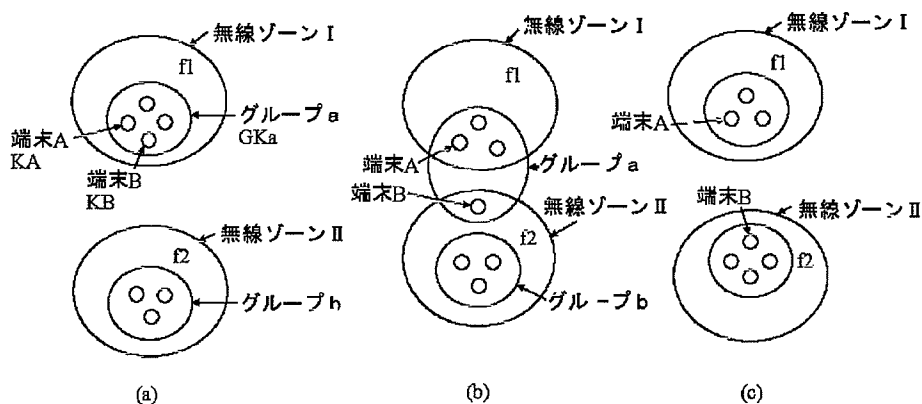 無線ゾーンⅠ
f1
グループa
GKa
端末A
KA
端末B
KB
無線ゾーンⅡ
f2
グループb
(a)
無線ゾーンⅠ
f1
端末A
グループa
端末B
無線ゾーンⅡ
f2
グループb
(b)
無線ゾーンⅠ
f1
端末A
端末B
無線ゾーンⅡ
f2
(c)